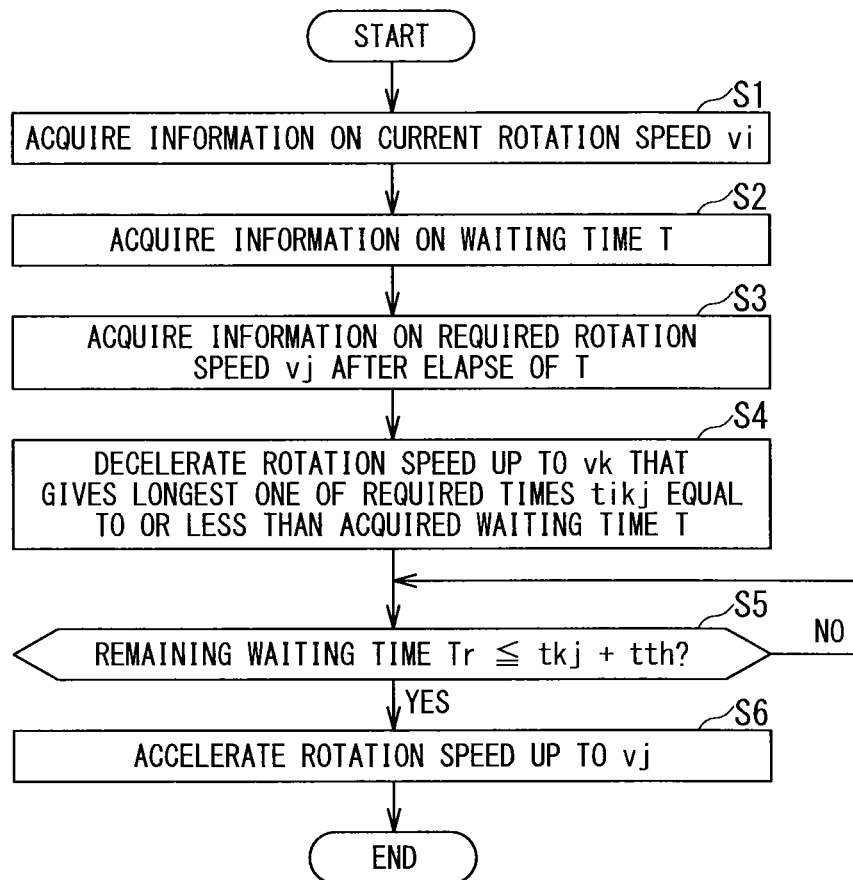 START
S1
ACQUIRE INFORMATION ON CURRENT ROTATION SPEED vi
S2
ACQUIRE INFORMATION ON WAITING TIME T
S3
ACQUIRE INFORMATION ON REQUIRED ROTATION
SPEED vj AFTER ELAPSE OF T
S4
DECELERATE ROTATION SPEED UP TO vk THAT
GIVES LONGEST ONE OF REQUIRED TIMES tikj EQUAL
TO OR LESS THAN ACQUIRED WAITING TIME T
S5
REMAINING WAITING TIME Tr ≦ tkj + tth?
NO
YES
S6
ACCELERATE ROTATION SPEED UP TO vj
END